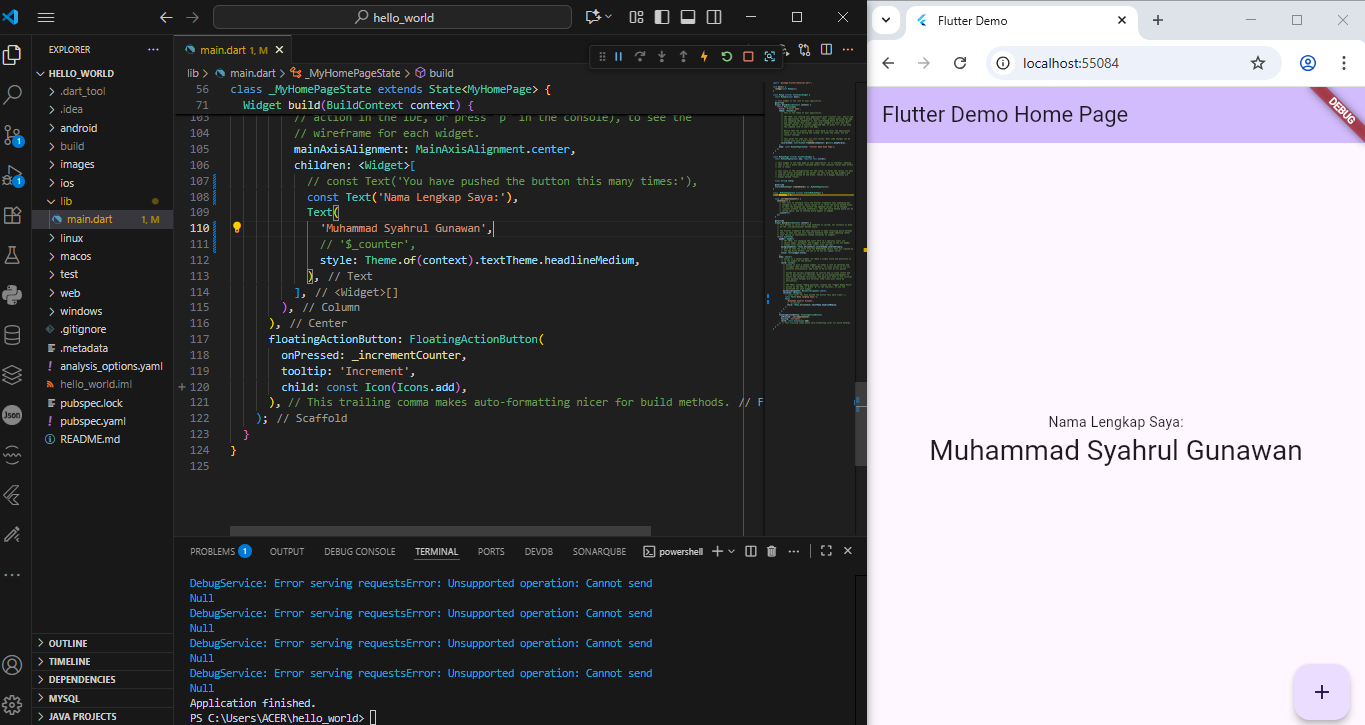 hello_world
Flutter Demo
EXPLORER
main.dart 1, M
localhost:55084
HELLO_WORLD
lib > main.dart > _MyHomePageState > build
.dart_tool
.idea
android
build
images
ios
lib
main.dart 1, M
linux
macos
test
web
windows
.gitignore
.metadata
analysis_options.yaml
hello_world.iml
pubspec.lock
pubspec.yaml
README.md
OUTLINE
TIMELINE
DEPENDENCIES
MYSQL
JAVA PROJECTS
1
1
Json
56 class _MyHomePageState extends State<MyHomePage> {
71 Widget build(BuildContext context) {
103 // action in the IDE, or press "p" in the console), to see the
104 // wireframe for each widget.
105 mainAxisAlignment: MainAxisAlignment.center,
106 children: <Widget>[
107 // const Text('You have pushed the button this many times:'),
108 const Text('Nama Lengkap Saya:'),
109 Text(
110 'Muhammad Syahrul Gunawan',
111 // '$_counter',
112 style: Theme.of(context).textTheme.headlineMedium,
113 ), // Text
114 ], // <Widget>[]
115 ), // Column
116 ), // Center
117 floatingActionButton: FloatingActionButton(
118 onPressed: _incrementCounter,
119 tooltip: 'Increment',
120 child: const Icon(Icons.add),
121 ), // This trailing comma makes auto-formatting nicer for build methods. // F
122 ); // Scaffold
123 }
124 }
125
PROBLEMS 1 OUTPUT DEBUG CONSOLE TERMINAL PORTS DEVDB SONARQUBE powershell
DebugService: Error serving requestsError: Unsupported operation: Cannot send
Null
DebugService: Error serving requestsError: Unsupported operation: Cannot send
Null
DebugService: Error serving requestsError: Unsupported operation: Cannot send
Null
DebugService: Error serving requestsError: Unsupported operation: Cannot send
Null
Application finished.
PS C:\Users\ACER\hello_world>
Flutter Demo Home Page
DEBUG
Nama Lengkap Saya:
Muhammad Syahrul Gunawan